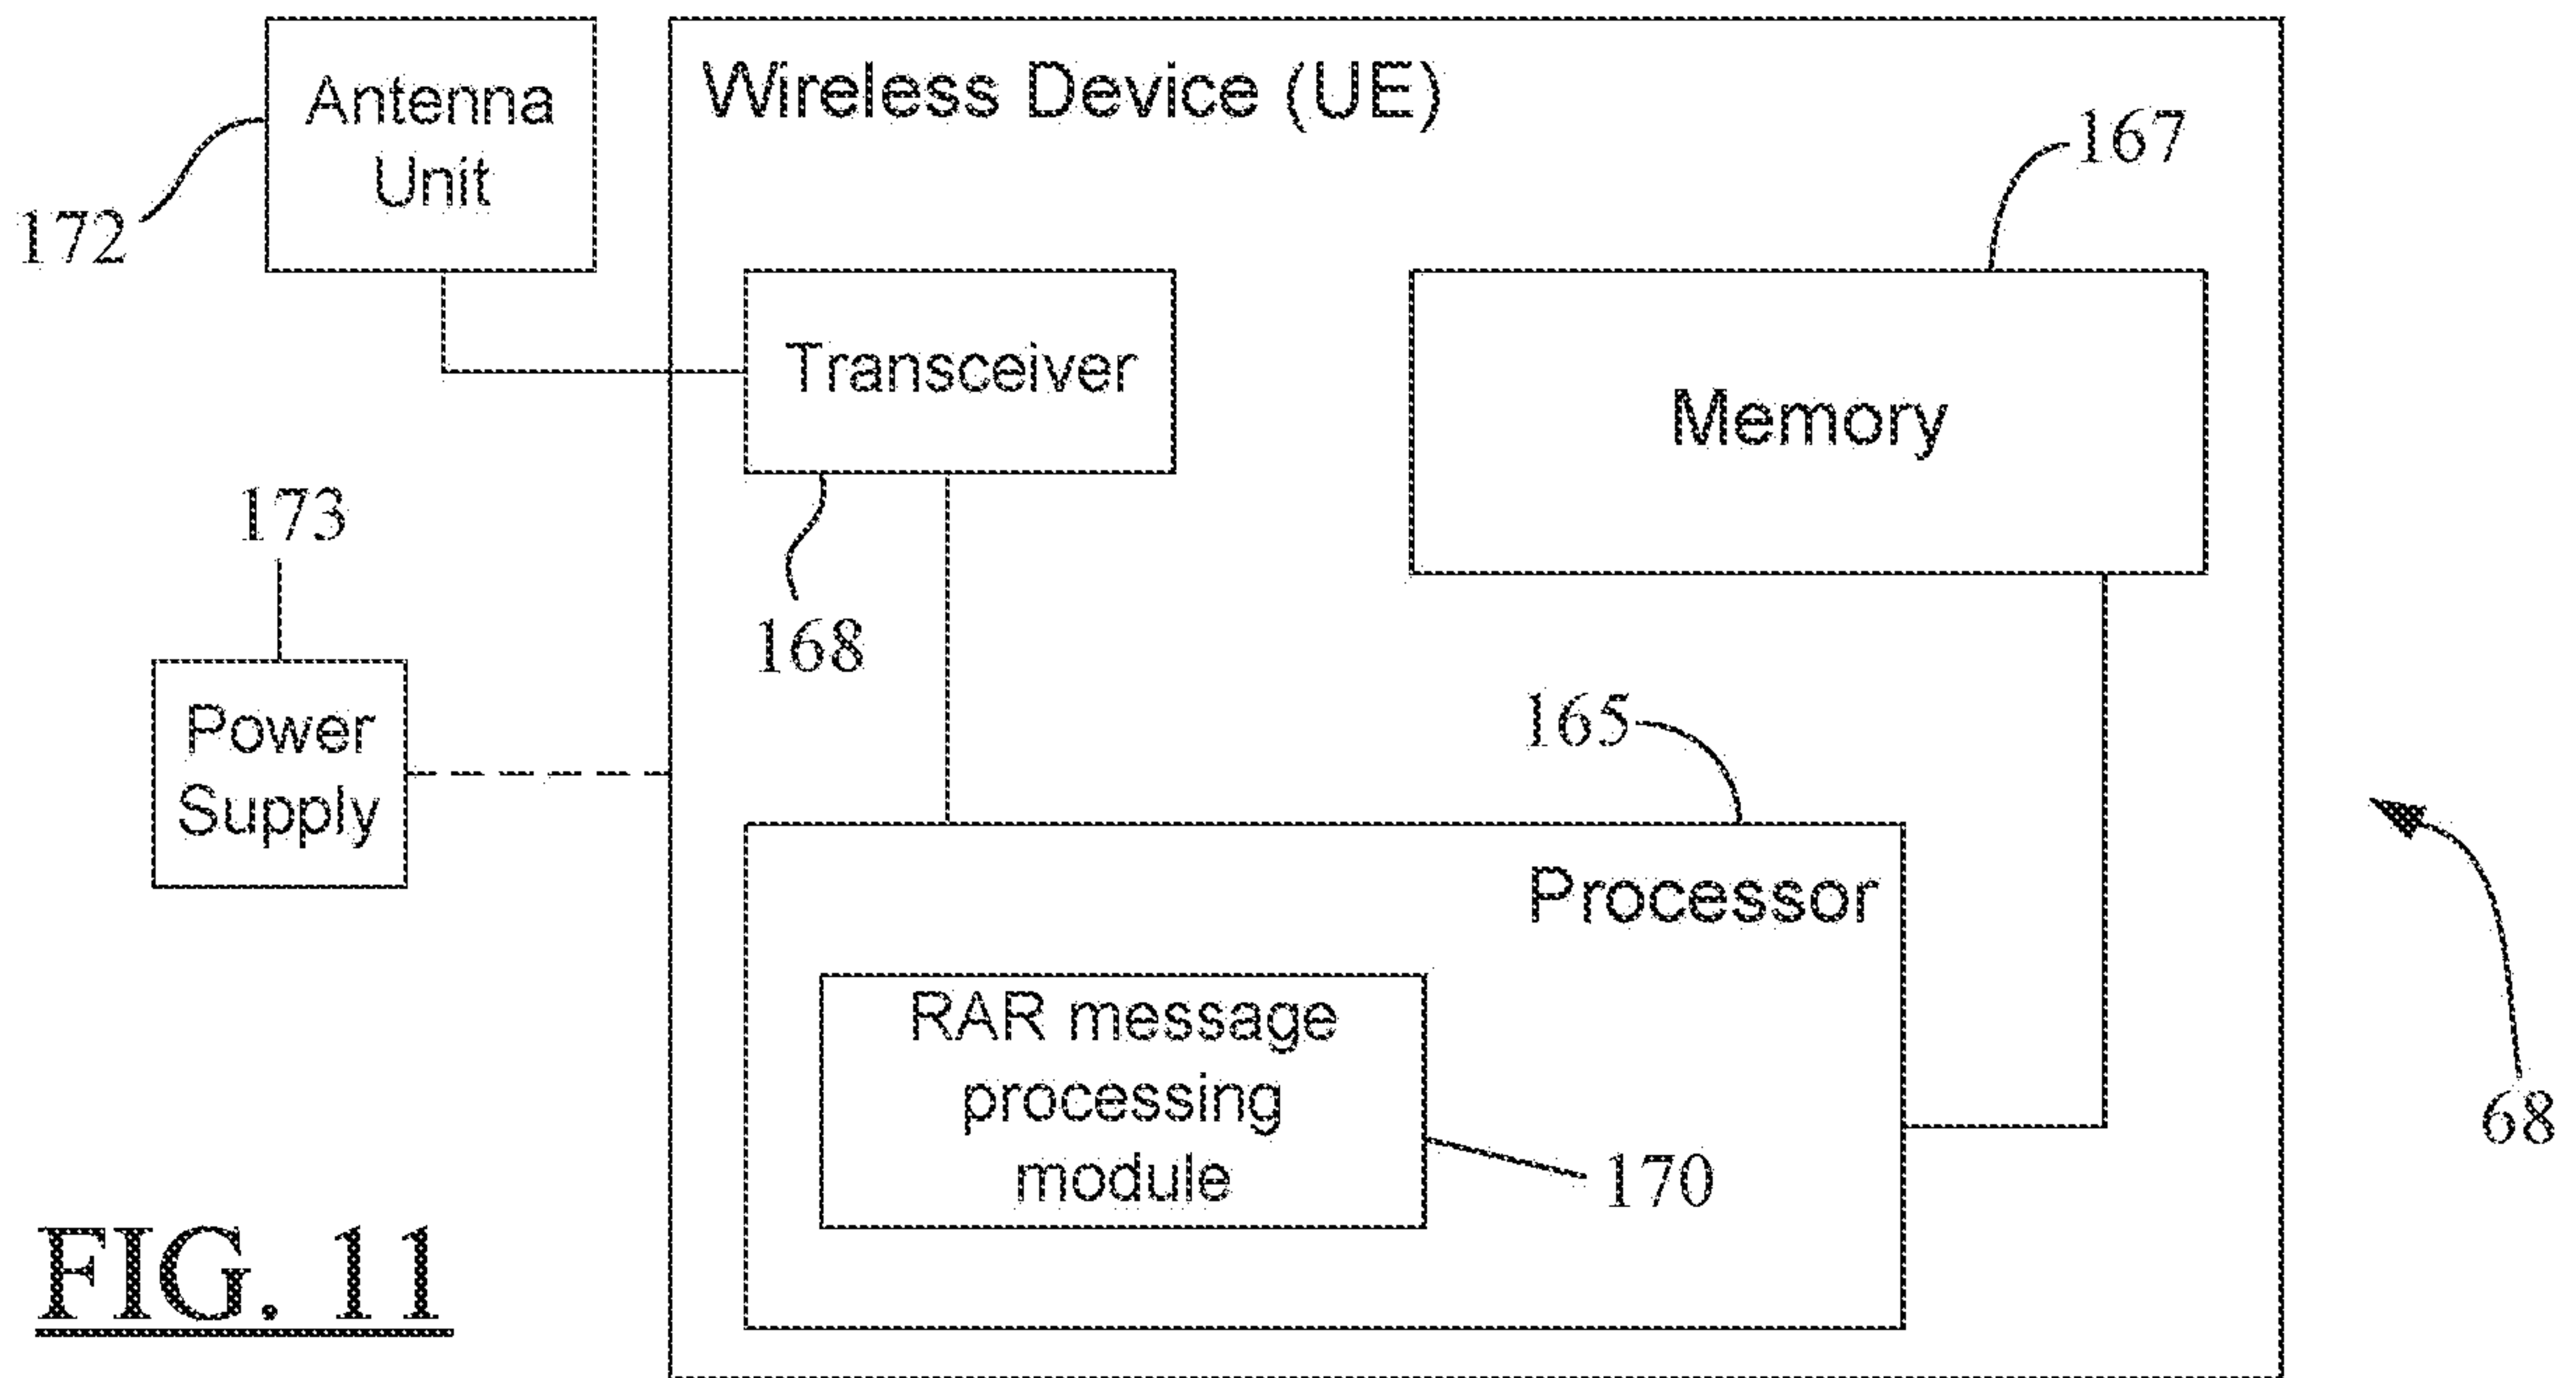 Antenna
Unit
172
Wireless Device (UE)
167
Transceiver
Memory
168
173
Power
Supply
165
Processor
RAR message
processing
module
170
68
FIG. 11